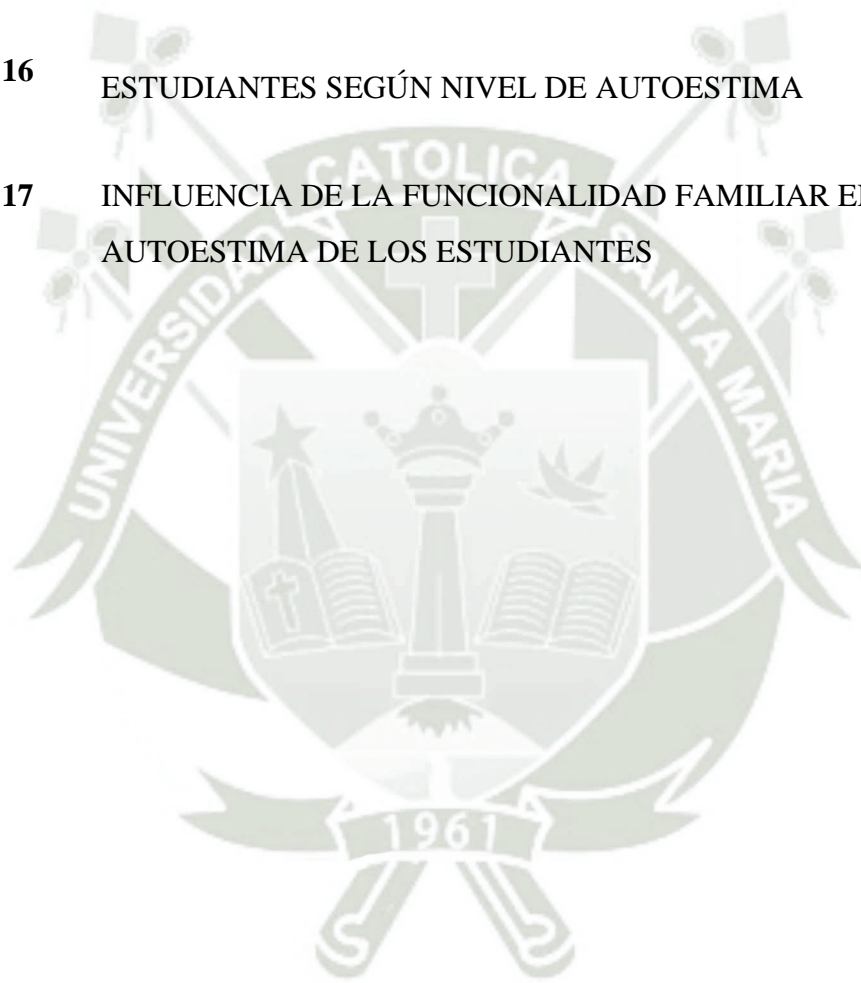 16 ESTUDIANTES SEGÚN NIVEL DE AUTOESTIMA
17 INFLUENCIA DE LA FUNCIONALIDAD FAMILIAR
AUTOESTIMA DE LOS ESTUDIANTES
UNIVERSIDAD CATOLICA SANTA MARIA
1961